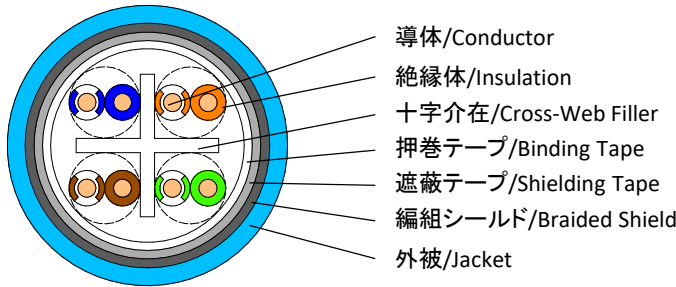 導体/Conductor
絶縁体/Insulation
十字介在/Cross-Web Filler
押巻テープ/Binding Tape
遮蔽テープ/Shielding Tape
編組シールド/Braided Shield
外被/Jacket